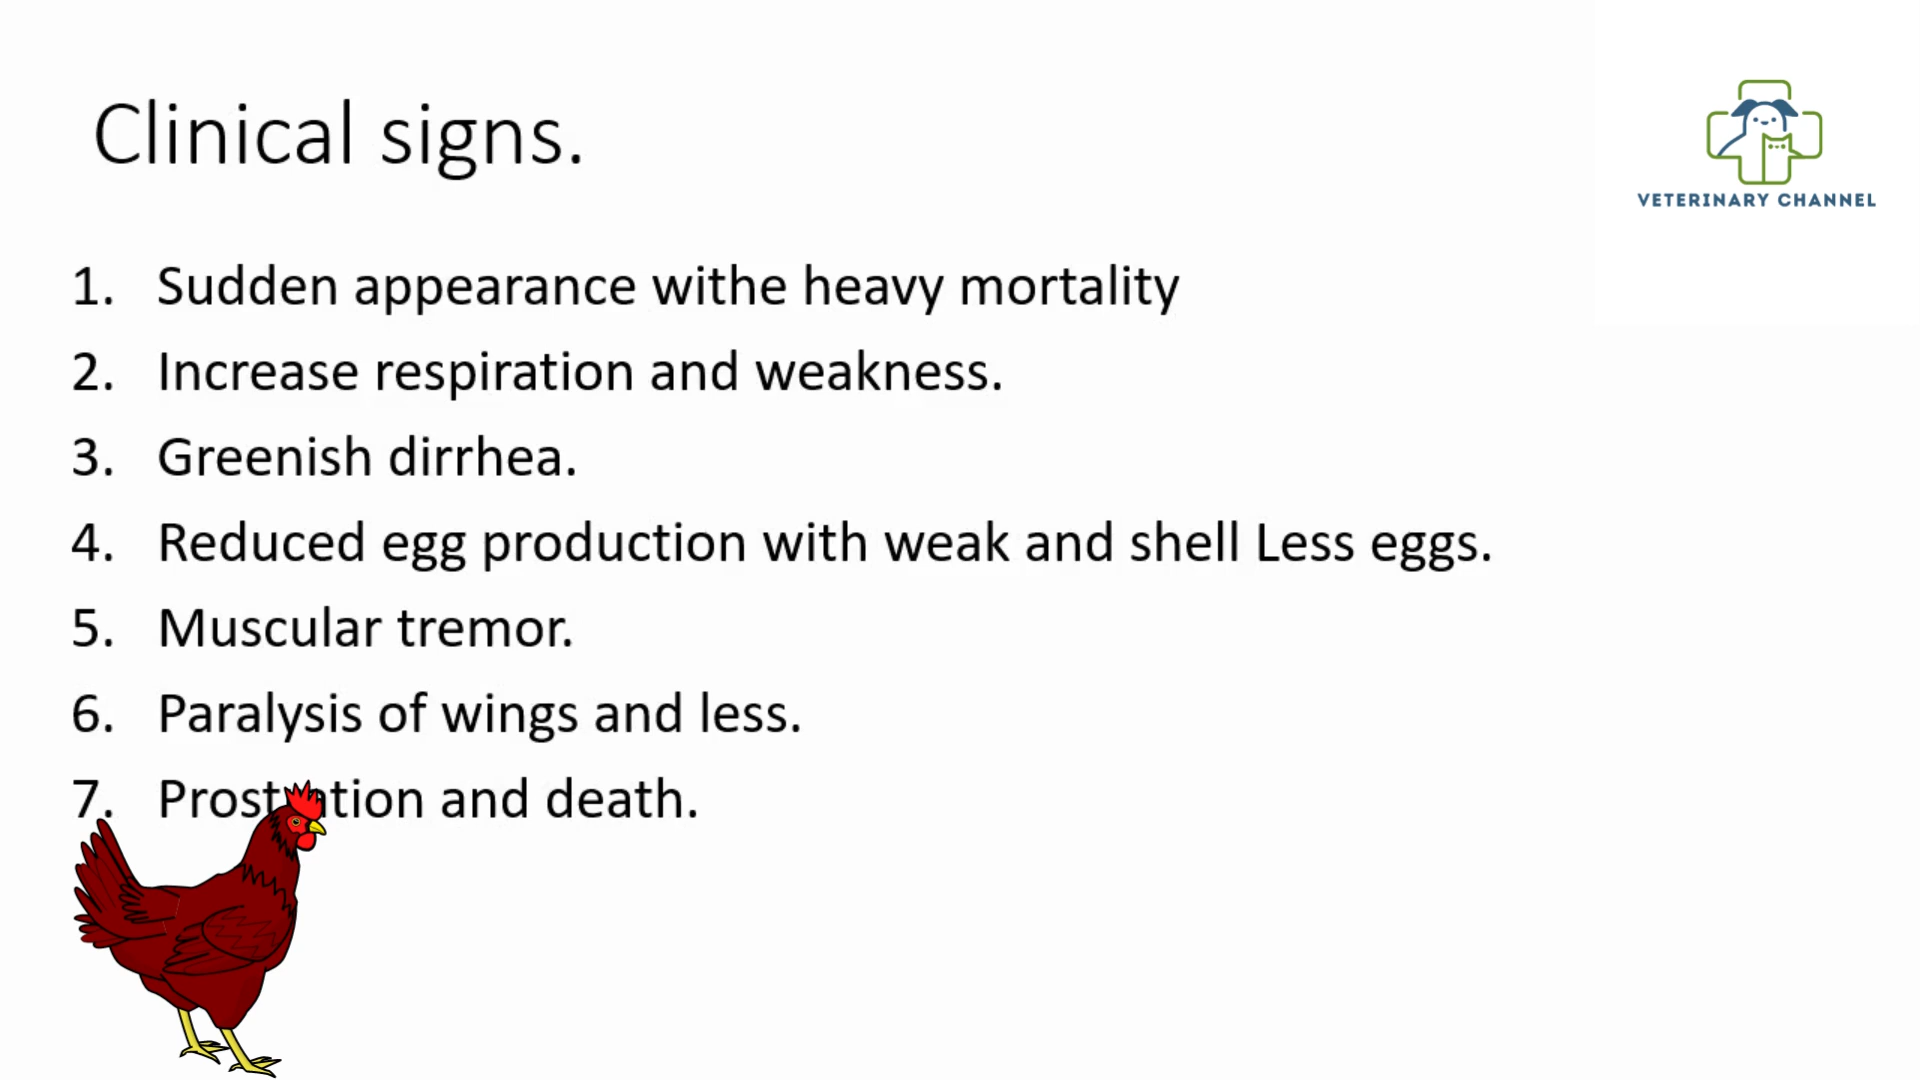 Clinical signs.
VETERINARY CHANNEL
1. Sudden appearance withe heavy mortality
2. Increase respiration and weakness.
3. Greenish dirrhea.
4. Reduced egg production with weak and shell Less eggs.
5. Muscular tremor.
6. Paralysis of wings and less.
7. Prostration and death.